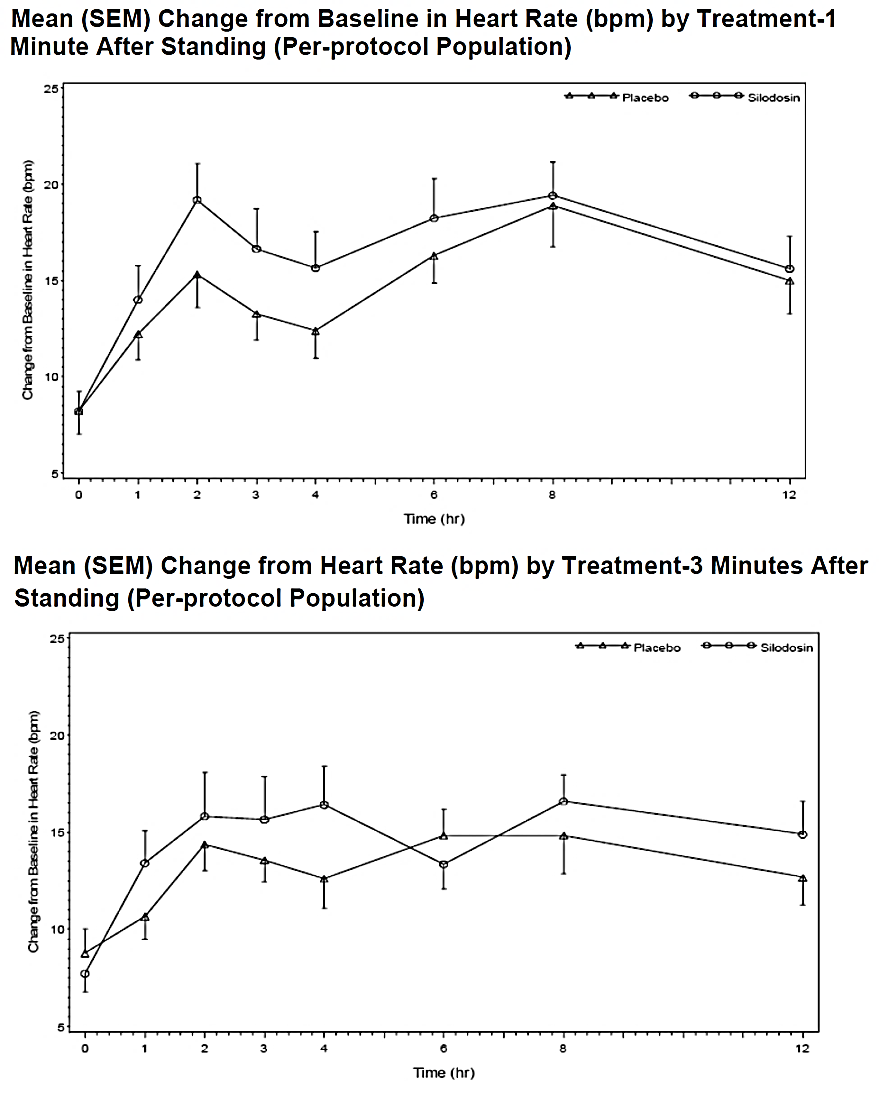 Mean (SEM) Change from Baseline in Heart Rate (bpm) by Treatment-1
Minute After Standing (Per-protocol Population)
25
20
15
10
5
Change from Baseline in Heart Rate (bpm)
Placebo Silodosin
0 1 2 3 4 6 8 12
Time (hr)
Mean (SEM) Change from Heart Rate (bpm) by Treatment-3 Minutes After
Standing (Per-protocol Population)
25
20
15
10
5
Change from Baseline in Heart Rate (bpm)
Placebo Silodosin
0 1 2 3 4 6 8 12
Time (hr)